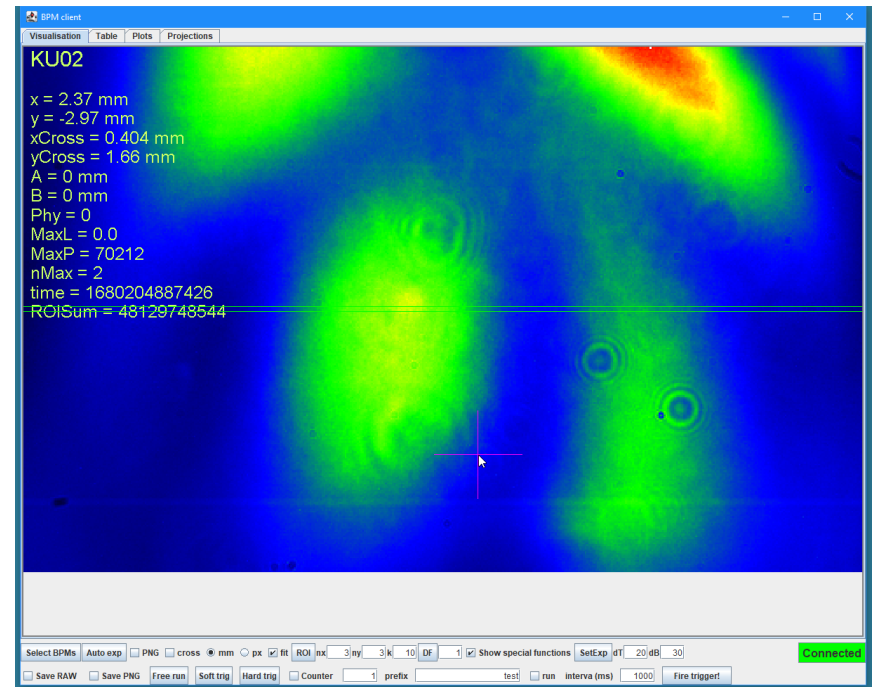 BPM client
Visualisation Table Plots Projections
KU02
x = 2.37 mm
y = -2.97 mm
xCross = 0.404 mm
yCross = 1.66 mm
A = 0 mm
B = 0 mm
Phy = 0
MaxL = 0.0
MaxP = 70212
nMax = 2
time = 1680204887426
ROISum = 48129748544
Select BPMs Auto exp PNG cross mm px fit ROI nx 3 ny 3 k 10 DF 1 Show special functions SetExp dT 20 dB 30 Connected
Save RAW Save PNG Free run Soft trig Hard trig Counter 1 prefix test run interva (ms) 1000 Fire trigger!